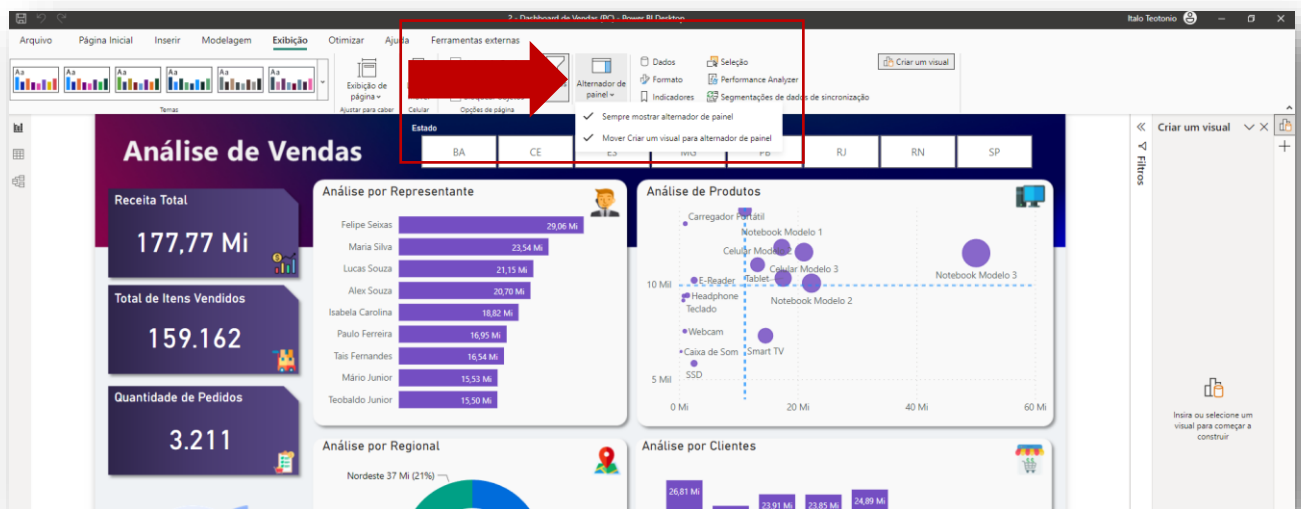 2 - Dashboard de Vendas (PC) - Power BI Desktop
Italo Teotonio
Arquivo Página Inicial Inserir Modelagem Exibição Otimizar Ajuda Ferramentas externas
Aa Aa Aa Aa Aa Aa
Temas
Exibição de página
Ajustar para caber
Celular
Opções de página
Alternador de painel
Dados
Formato
Indicadores
Seleção
Performance Analyzer
Segmentações de dados de sincronização
Criar um visual
Sempre mostrar alternador de painel
Mover Criar um visual para alternador de painel
Análise de Vendas
Estado
BA CE ES MG PB RJ RN SP
Receita Total
177,77 Mi
Total de Itens Vendidos
159.162
Quantidade de Pedidos
3.211
Análise por Representante
Felipe Seixas 29,06 Mi
Maria Silva 23,54 Mi
Lucas Souza 21,15 Mi
Alex Souza 20,70 Mi
Isabela Carolina 18,82 Mi
Paulo Ferreira 16,95 Mi
Tais Fernandes 16,54 Mi
Mário Junior 15,53 Mi
Teobaldo Junior 15,50 Mi
Análise de Produtos
Carregador Portátil
Notebook Modelo 1
Celular Modelo 2
Celular Modelo 3
Notebook Modelo 3
10 Mil
E-Reader
Tablet
Headphone
Notebook Modelo 2
Teclado
Webcam
Caixa de Som
Smart TV
SSD
5 Mil
0 Mi 20 Mi 40 Mi 60 Mi
Análise por Regional
Nordeste 37 Mi (21%)
Análise por Clientes
26,81 Mi
23,91 Mi
23,85 Mi
24,89 Mi
Filtros
Criar um visual
Insira ou selecione um
visual para começar a
construir